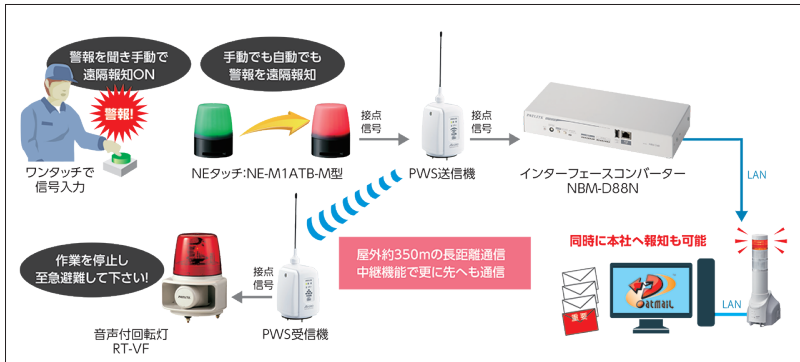 警報を聞き手動で
遠隔報知ON
警報!
ワンタッチで
信号入力
手動でも自動でも
警報を遠隔報知
NEタッチ:NE-M1ATB-M型
接点
信号
PWS送信機
接点
信号
インターフェースコンバーター
NBM-D88N
LAN
作業を停止し
至急避難して下さい!
音声付回転灯
RT-VF
接点
信号
PWS受信機
屋外約350mの長距離通信
中継機能で更に先へも通信
同時に本社へ報知も可能
重要
atmail
LAN